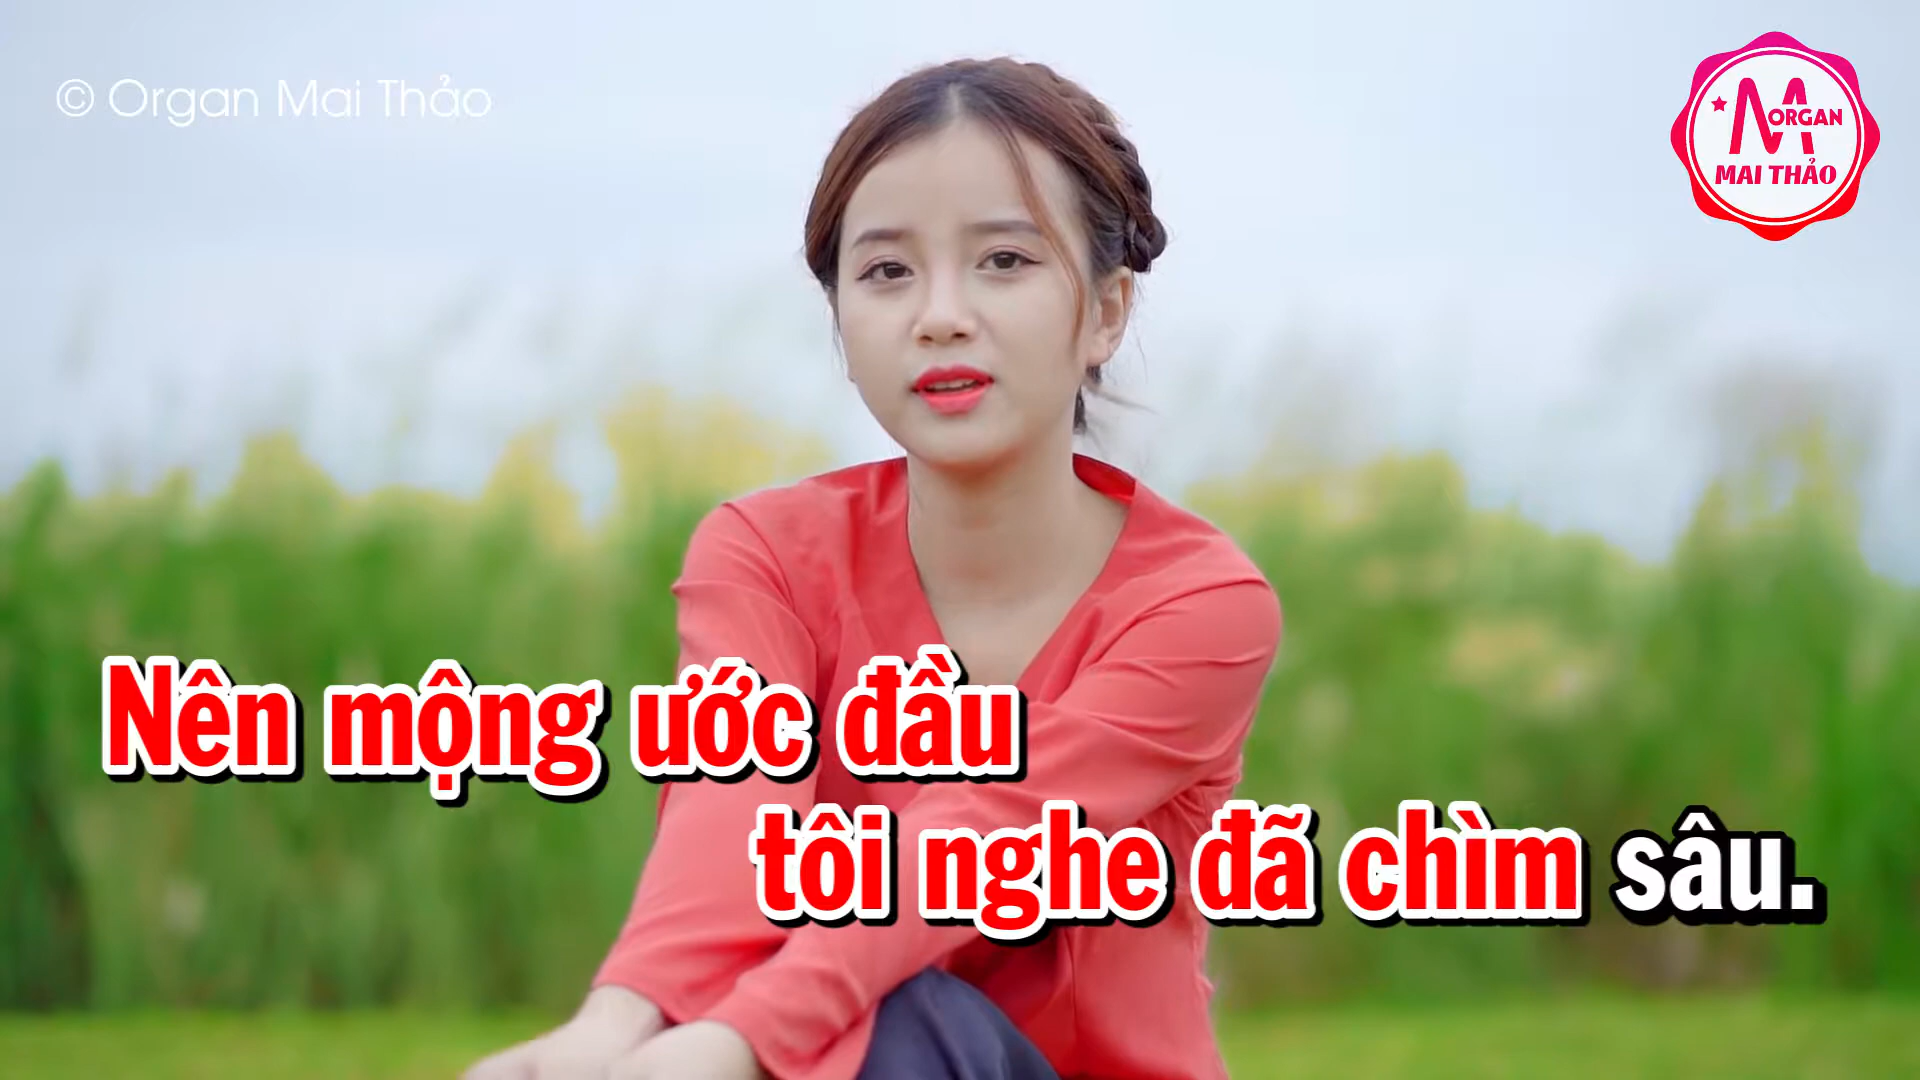 © Organ Mai Thảo
M ORGAN
MAI THẢO
Nên mộng ước đầu
tôi nghe đã chìm sâu.